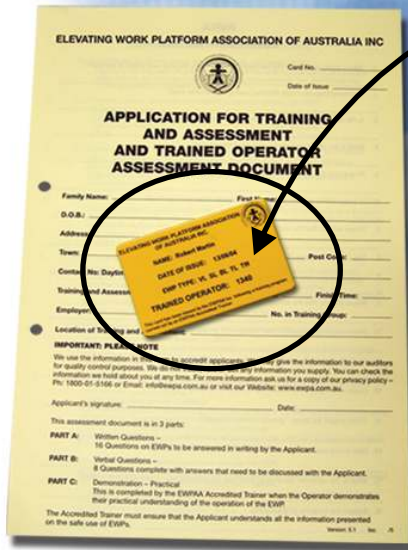 ELEVATING WORK PLATFORM ASSOCIATION OF AUSTRALIA INC
Card No.
Date of Issue
APPLICATION FOR TRAINING
AND ASSESSMENT
AND TRAINED OPERATOR
ASSESSMENT DOCUMENT
Family Name:
First Name:
D.O.B.:
Address
Town:
Post Code:
Contact No: Daytime
Training and Assess
Finish Time:
Employer
No. in Training Group:
Location of Training and
ELEVATING WORK PLATFORM ASSOCIATION
OF AUSTRALIA INC.
NAME: Robert Martin
DATE OF ISSUE: 13/09/04
EWP TYPE: VL SL BL TL TM
TRAINED OPERATOR: 1340
IMPORTANT: PLEASE NOTE
We use the information in this form to accredit applicants. We may give the information to our auditors
for quality control purposes. We do not any information you supply. You can check the
information we hold about you at any time. For more information ask us for a copy of our privacy policy –
Ph: 1800-01-5166 or Email: info@ewpa.com.au or visit our Website: www.ewpa.com.au
Applicant's signature:
Date:
This assessment document is in 3 parts:
PART A: Written Questions –
16 Questions on EWPs to be answered in writing by the Applicant.
PART B: Verbal Questions –
8 Questions complete with answers that need to be discussed with the Applicant.
PART C: Demonstration – Practical
This is completed by the EWPAA Accredited Trainer when the Operator demonstrates
their practical understanding of the operation of the EWP.
The Accredited Trainer must ensure that the Applicant understands all the information presented
on the safe use of EWPs.
Version: 5.1